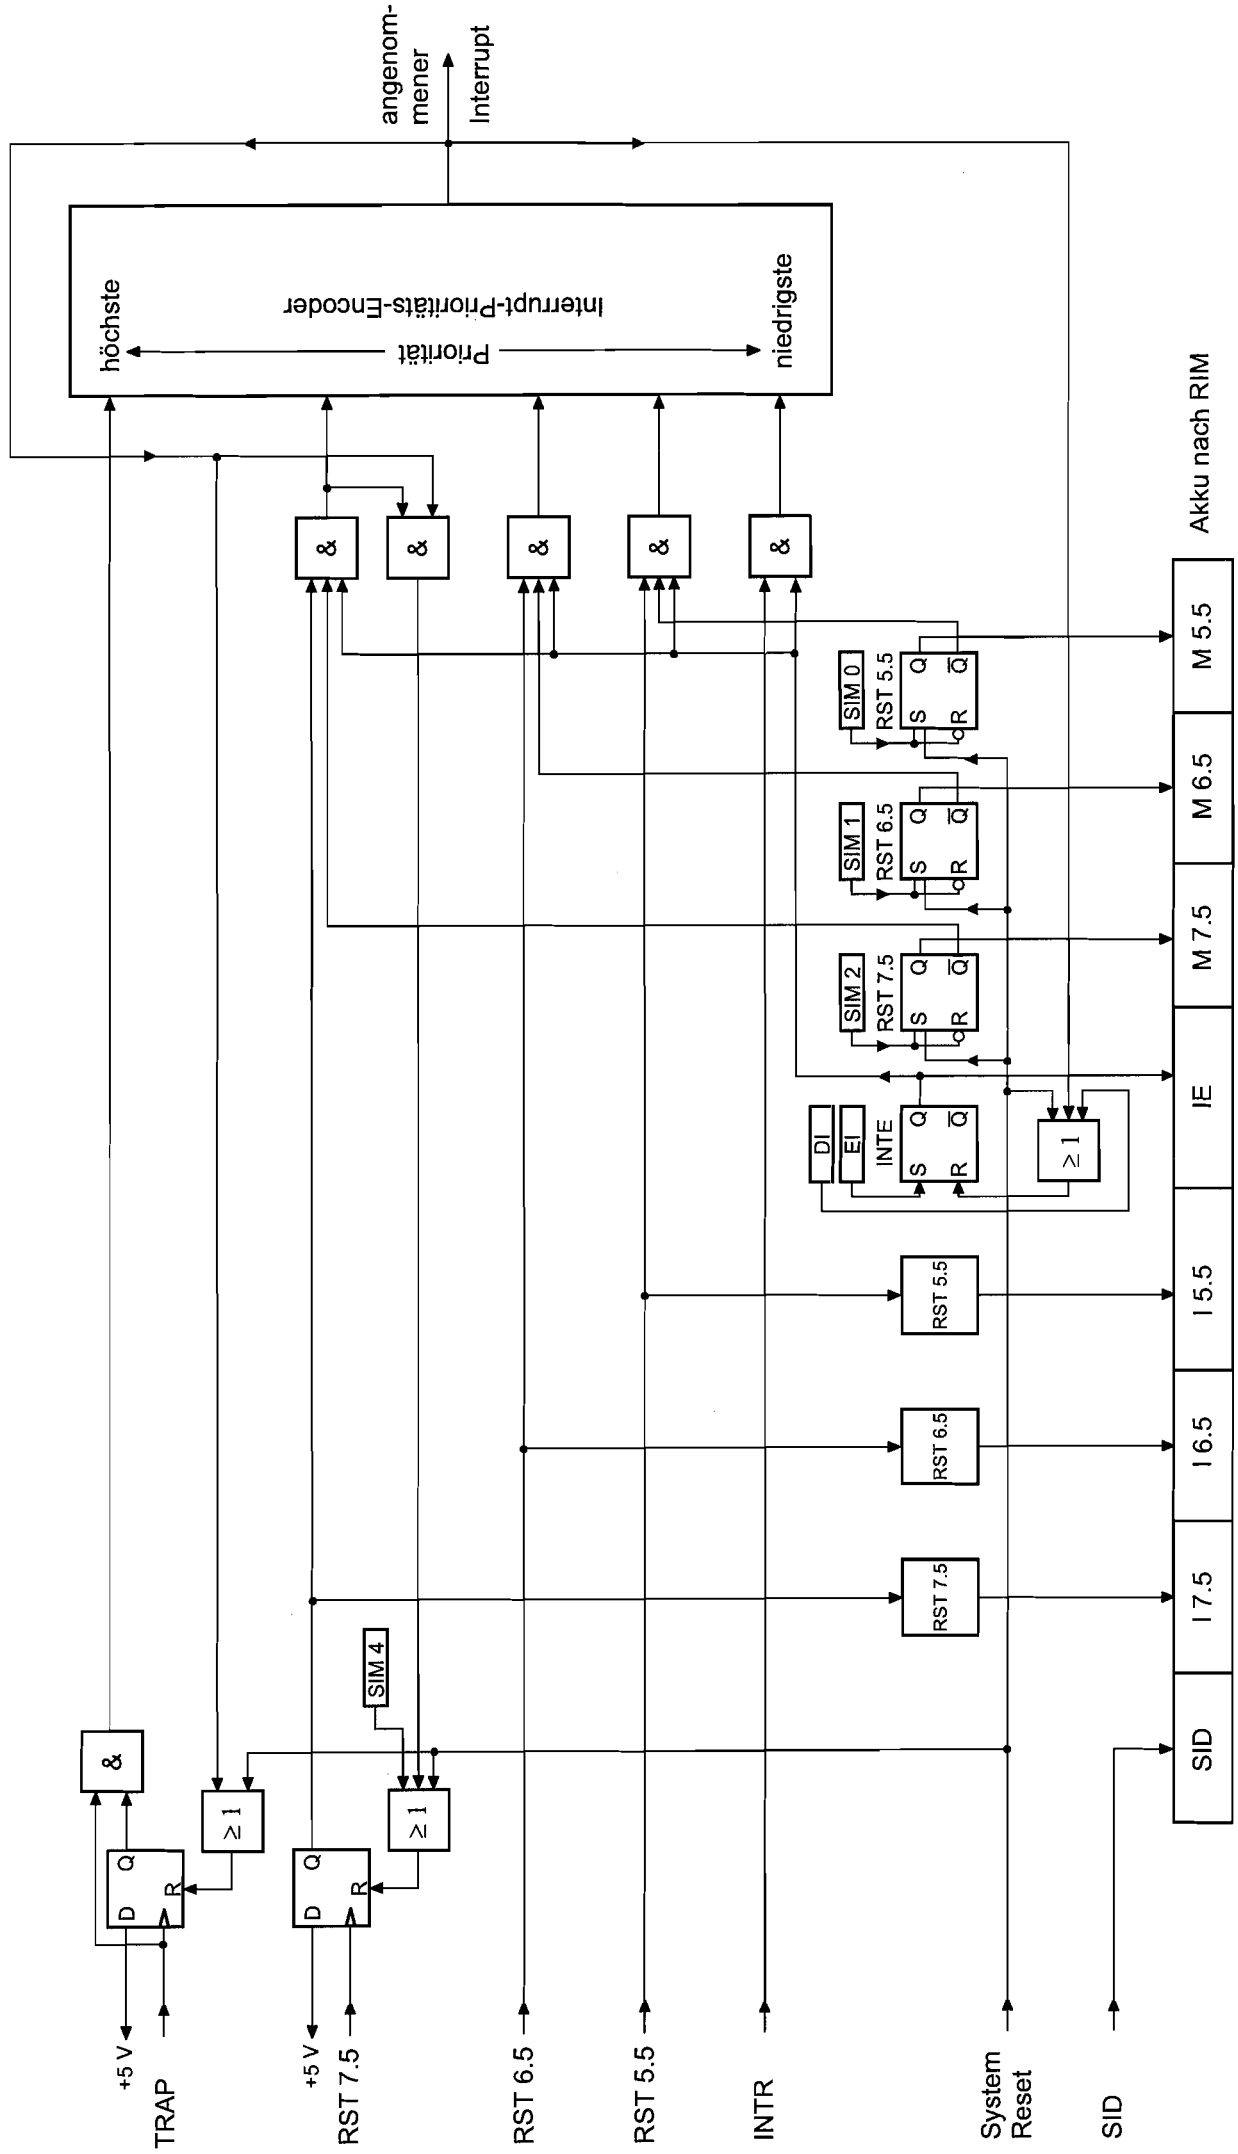 +5 V
TRAP
D
Q
R
&
≥ 1
+5 V
RST 7.5
D
Q
R
≥ 1
SIM 4
RST 6.5
RST 5.5
INTR
System
Reset
SID
&
&
&
&
&
höchste
Priorität
niedrigste
Interrupt-Prioritäts-Encoder
angenom-
mener
Interrupt
RST 7.5
RST 6.5
RST 5.5
DI
EI
INTE
S
Q
R
Q̅
≥ 1
SIM 2
RST 7.5
S
Q
R
Q̅
SIM 1
RST 6.5
S
Q
R
Q̅
SIM 0
RST 5.5
S
Q
R
Q̅
SID
I 7.5
I 6.5
I 5.5
IE
M 7.5
M 6.5
M 5.5
Akku nach RIM